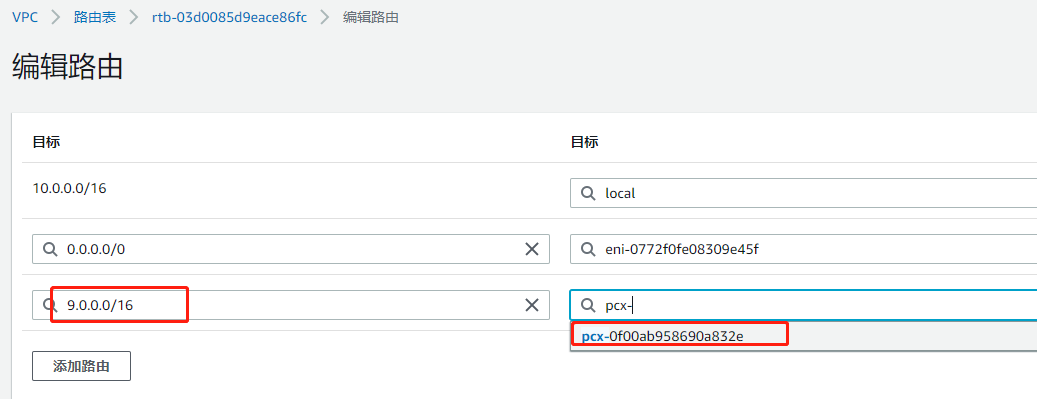 VPC > 路由表 > rtb-03d0085d9eace86fc > 编辑路由
编辑路由
目标 目标
10.0.0.0/16 local
0.0.0.0/0 eni-0772f0fe08309e45f
9.0.0.0/16 pcx-
pcx-0f00ab958690a832e
添加路由